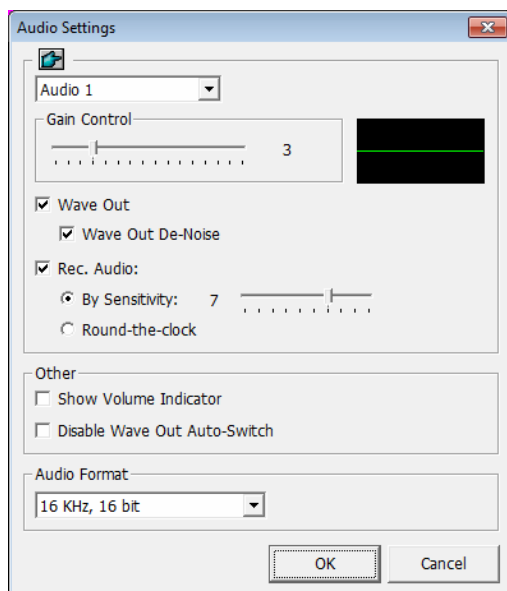 Audio Settings
Audio 1
Gain Control
3
Wave Out
Wave Out De-Noise
Rec. Audio:
By Sensitivity: 7
Round-the-clock
Other
Show Volume Indicator
Disable Wave Out Auto-Switch
Audio Format
16 KHz, 16 bit
OK Cancel